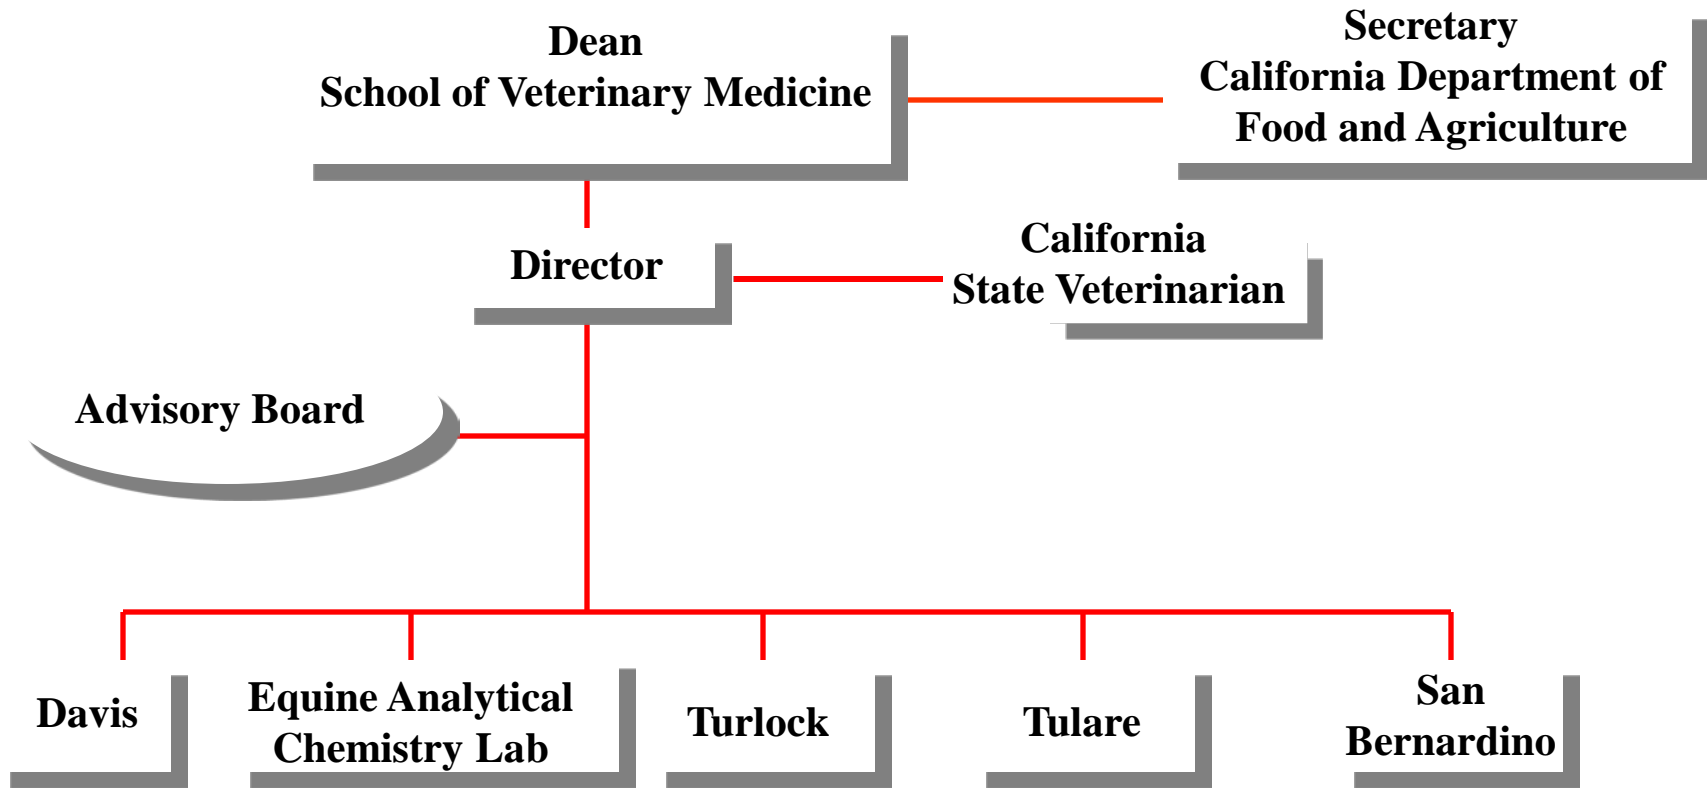 Dean
School of Veterinary Medicine
Secretary
California Department of
Food and Agriculture
Director
California
State Veterinarian
Advisory Board
Davis
Equine Analytical
Chemistry Lab
Turlock
Tulare
San
Bernardino